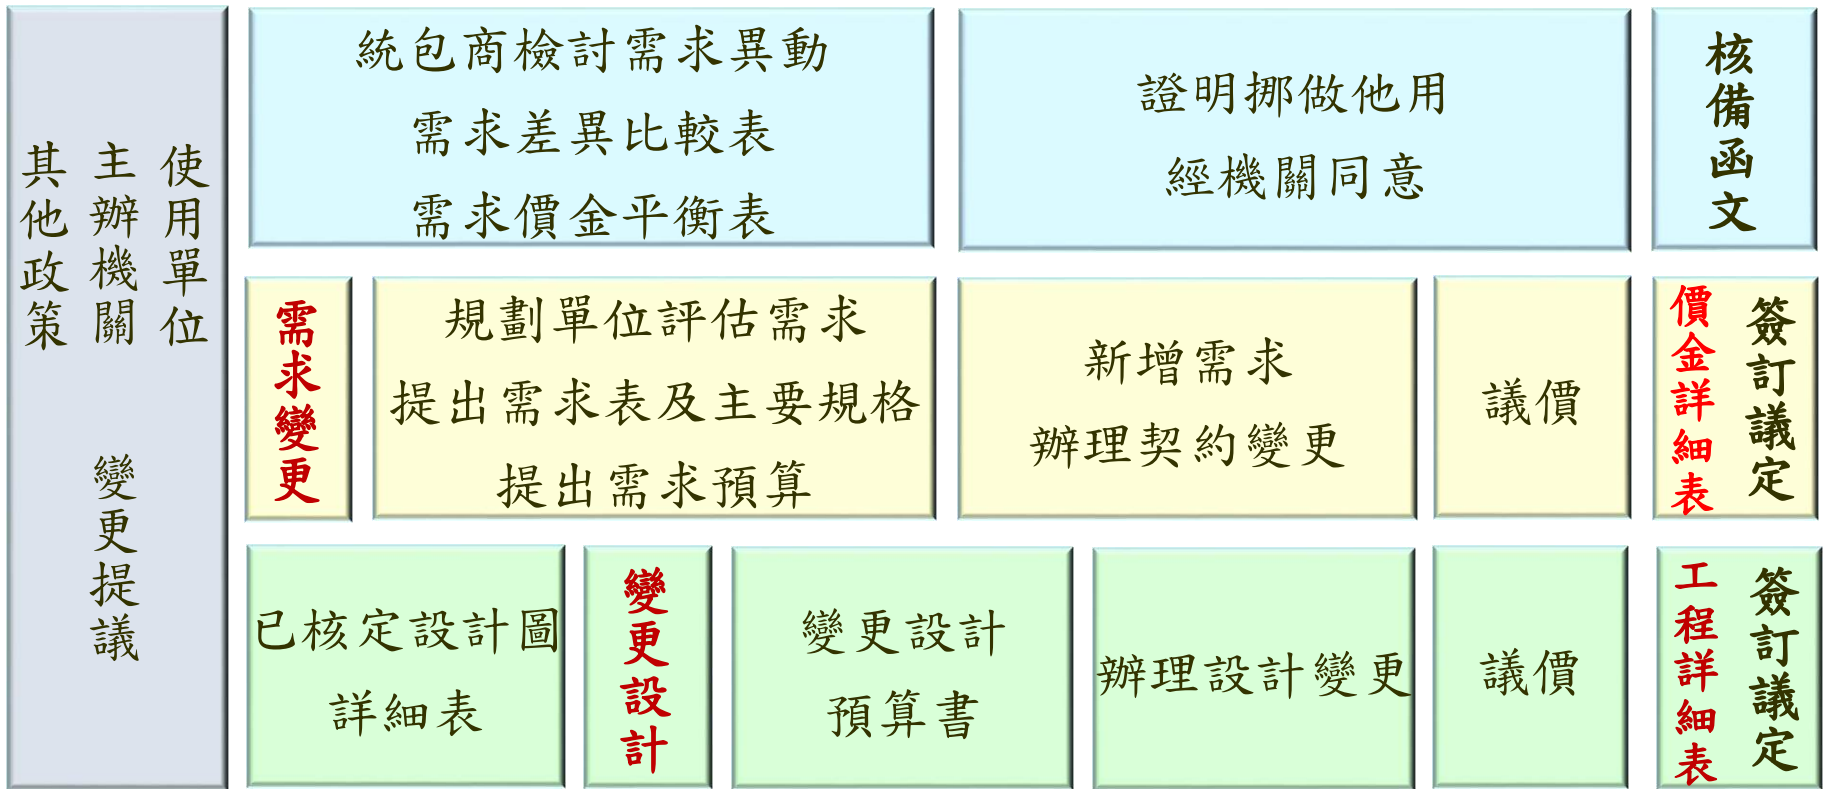 使用單位
主辦機關
其他政策
變更提議
統包商檢討需求異動
需求差異比較表
需求價金平衡表
證明挪做他用
經機關同意
核備函文
需求變更
規劃單位評估需求
提出需求表及主要規格
提出需求預算
新增需求
辦理契約變更
議價
簽訂議定
價金詳細表
已核定設計圖
詳細表
變更設計
變更設計
預算書
辦理設計變更
議價
簽訂議定
工程詳細表